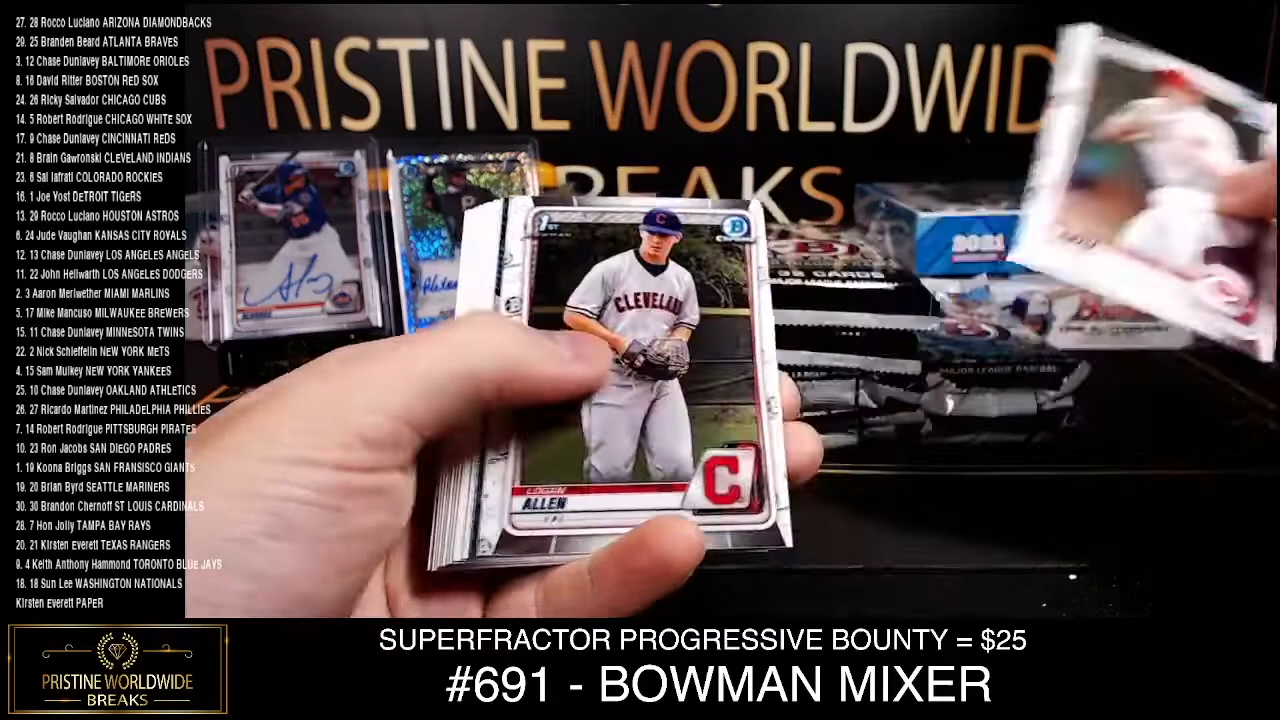 27. 28 Rocco Luciano ARIZONA DIAMONDBACKS
29. 25 Branden Beard ATLANTA BRAVES
3. 12 Chase Dunlavey BALTIMORE ORIOLES
8. 16 David Ritter BOSTON RED SOX
24. 26 Ricky Salvador CHICAGO CUBS
14. 5 Robert Rodrigue CHICAGO WHITE SOX
17. 9 Chase Dunlavey CINCINNATI REDS
21. 8 Brain Gawronski CLEVELAND INDIANS
23. 6 Sal Iafrati COLORADO ROCKIES
16. 1 Joe Yost DETROIT TIGERS
13. 29 Rocco Luciano HOUSTON ASTROS
6. 24 Jude Vaughan KANSAS CITY ROYALS
12. 13 Chase Dunlavey LOS ANGELES ANGELS
11. 22 John Hellwarth LOS ANGELES DODGERS
2. 3 Aaron Meriwether MIAMI MARLINS
5. 17 Mike Mancuso MILWAUKEE BREWERS
15. 11 Chase Dunlavey MINNESOTA TWINS
22. 2 Nick Schieffelin NEW YORK METS
4. 15 Sam Mulkey NEW YORK YANKEES
25. 10 Chase Dunlavey OAKLAND ATHLETICS
26. 27 Ricardo Martinez PHILADELPHIA PHILLIES
7. 14 Robert Rodrigue PITTSBURGH PIRATES
10. 23 Ron Jacobs SAN DIEGO PADRES
1. 19 Koona Briggs SAN FRANSISCO GIANTS
19. 20 Brian Byrd SEATTLE MARINERS
30. 30 Brandon Chernoff ST LOUIS CARDINALS
28. 7 Hon Jolly TAMPA BAY RAYS
20. 21 Kirsten Everett TEXAS RANGERS
9. 4 Keith Anthony Hammond TORONTO BLUE JAYS
18. 18 Sun Lee WASHINGTON NATIONALS
Kirsten Everett PAPER
PRISTINE WORLDWID
BREAKS
2021
CARDS
1ST
B
C
CLEVELAND
C
LOGAN
ALLEN
PRISTINE WORLDWIDE
BREAKS
SUPERFRACTOR PROGRESSIVE BOUNTY = $25
#691 - BOWMAN MIXER